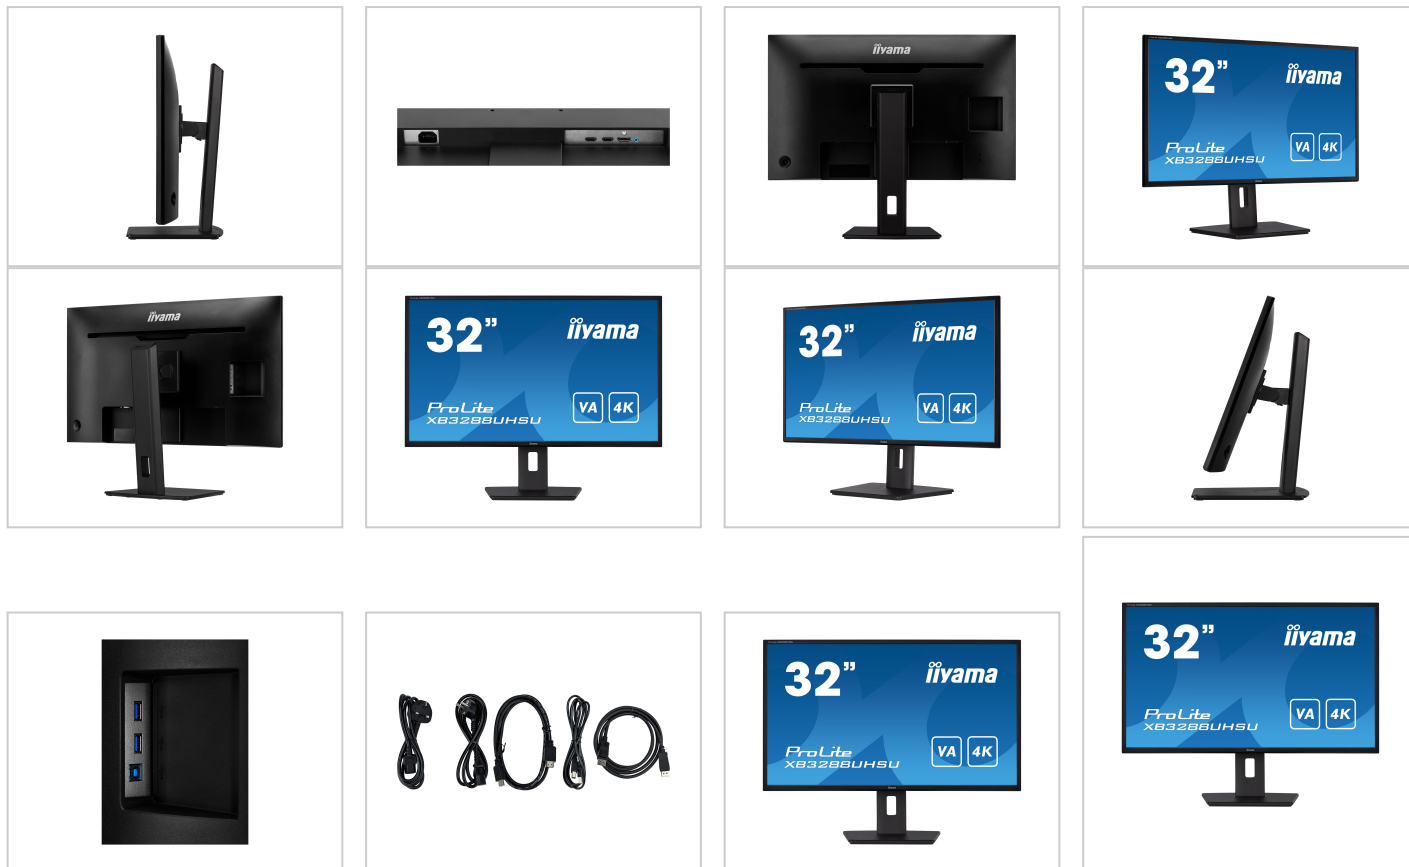 iiyama
32”
iiyama
ProLite
XB3288UHSU
VA
4K
iiyama
32”
iiyama
ProLite
XB3288UHSU
VA
4K
32”
iiyama
ProLite
XB3288UHSU
VA
4K
32”
iiyama
ProLite
XB3288UHSU
VA
4K
32”
iiyama
ProLite
XB3288UHSU
VA
4K